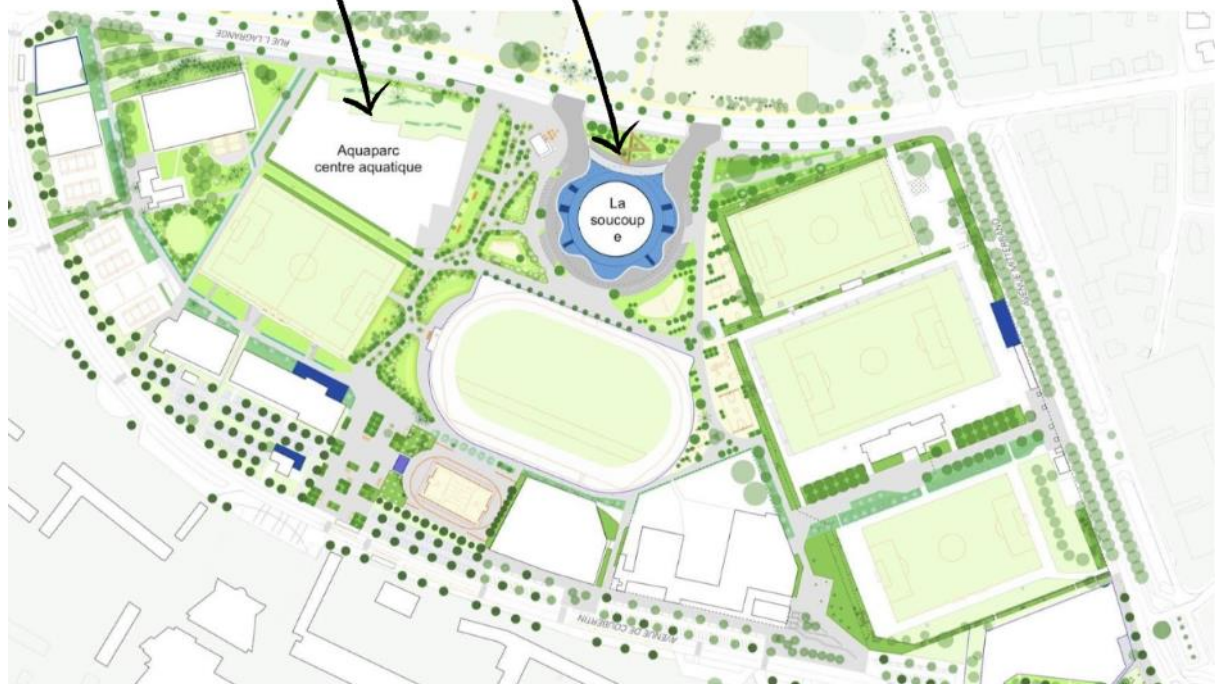 RUE L.LAGRANGE
Aquaparc
centre aquatique
La
soucoup
e
AVENUE DE COUBERTIN